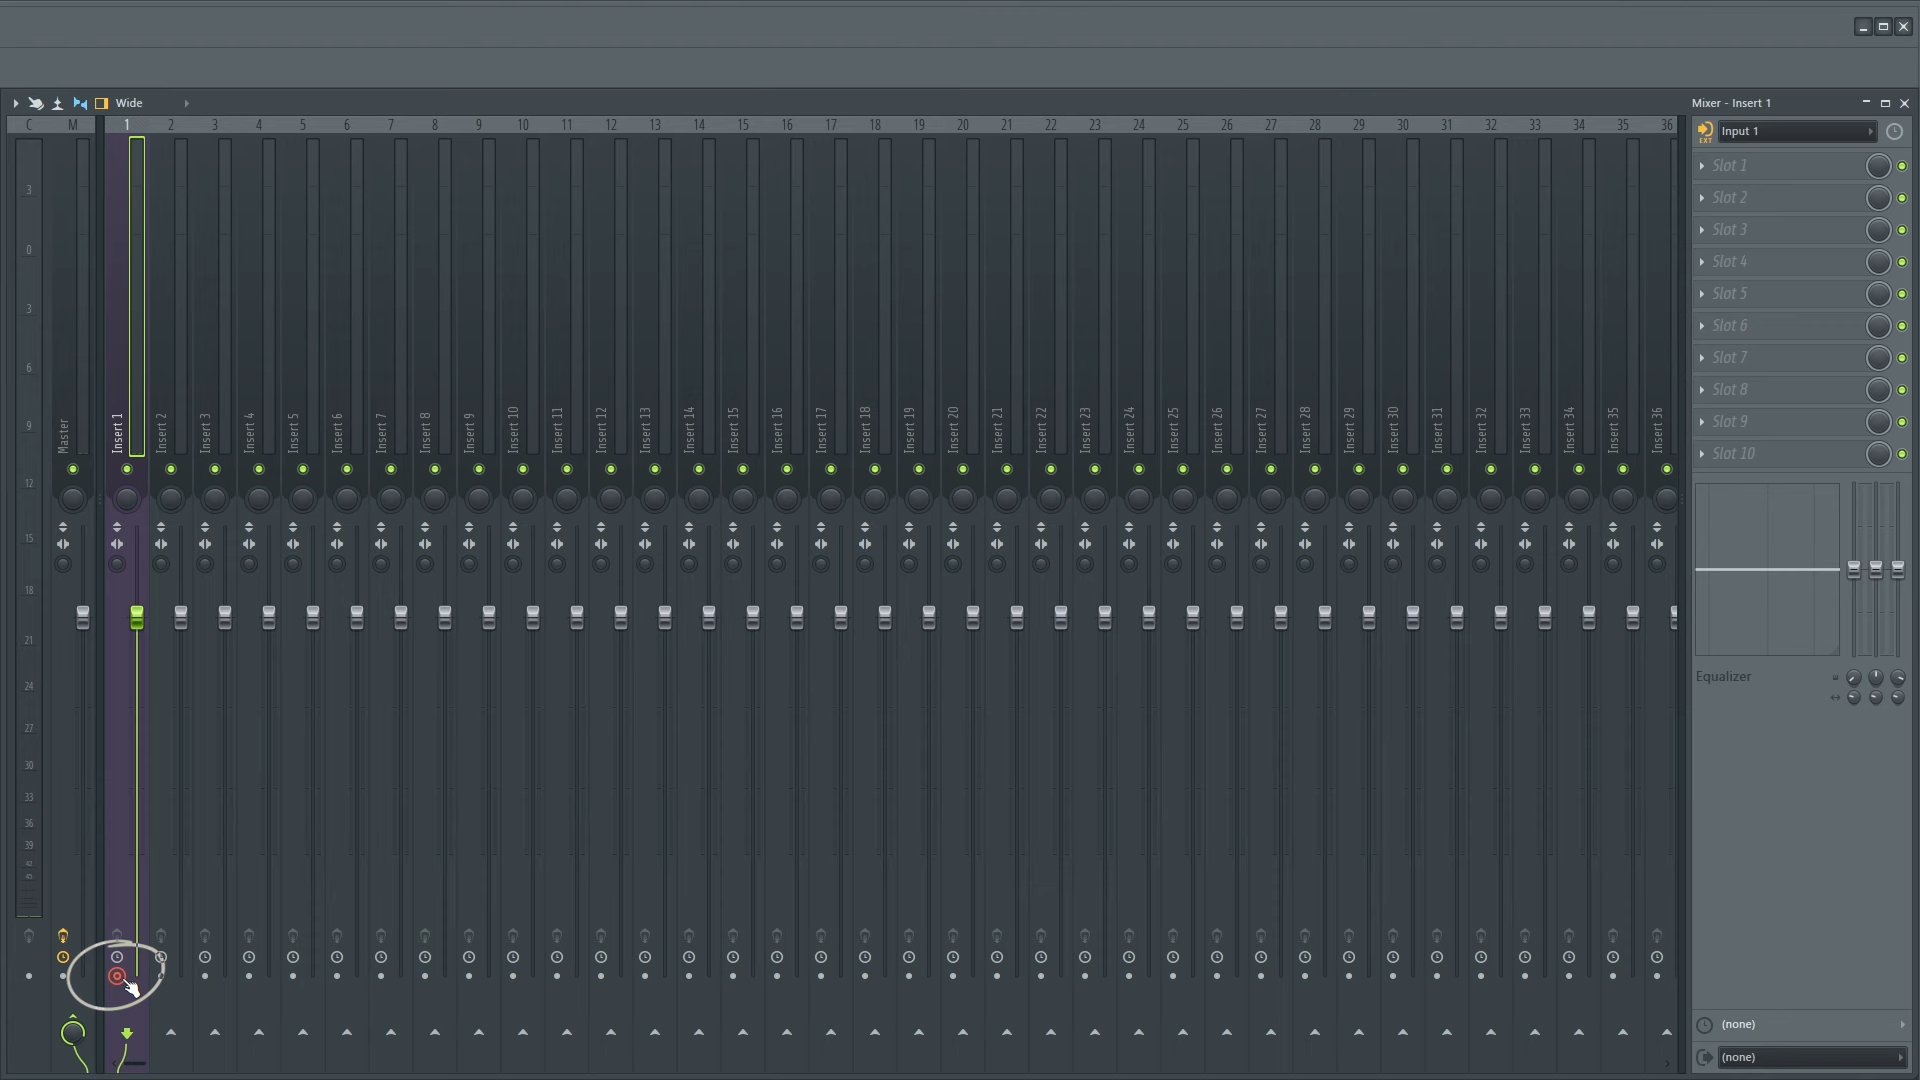 Wide
Mixer - Insert 1
C M 1 2 3 4 5 6 7 8 9 10 11 12 13 14 15 16 17 18 19 20 21 22 23 24 25 26 27 28 29 30 31 32 33 34 35 36
EXT
Input 1
Slot 1
Slot 2
Slot 3
Slot 4
Slot 5
Slot 6
Slot 7
Slot 8
Slot 9
Slot 10
3
0
3
6
9
12
15
18
21
24
27
30
33
36
39
42
45
Master
Insert 1
Insert 2
Insert 3
Insert 4
Insert 5
Insert 6
Insert 7
Insert 8
Insert 9
Insert 10
Insert 11
Insert 12
Insert 13
Insert 14
Insert 15
Insert 16
Insert 17
Insert 18
Insert 19
Insert 20
Insert 21
Insert 22
Insert 23
Insert 24
Insert 25
Insert 26
Insert 27
Insert 28
Insert 29
Insert 30
Insert 31
Insert 32
Insert 33
Insert 34
Insert 35
Insert 36
Equalizer
(none)
(none)